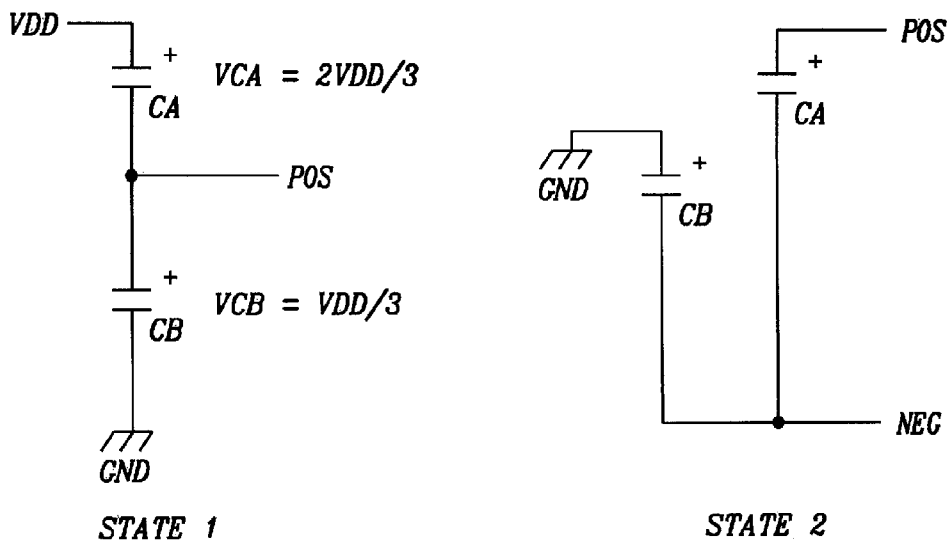 VDD
+
CA
VCA = 2VDD/3
POS
+
CB
VCB = VDD/3
GND
STATE 1
POS
+
CA
GND
+
CB
NEG
STATE 2